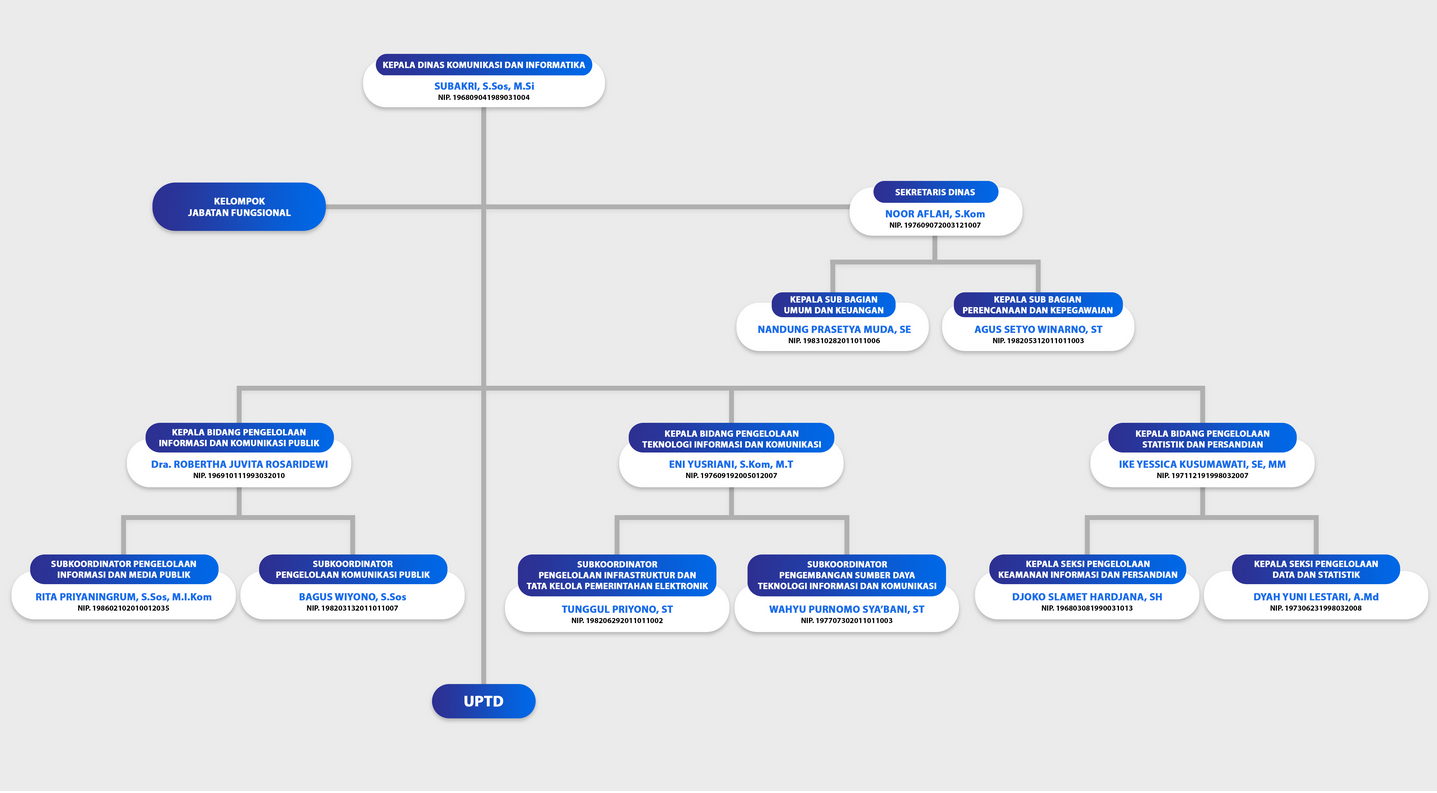 KEPALA DINAS KOMUNIKASI DAN INFORMATIKA
SUBAKRI, S.Sos, M.Si
NIP. 196809041989031004
KELOMPOK
JABATAN FUNGSIONAL
SEKRETARIS DINAS
NOOR AFLAH, S.Kom
NIP. 197609072003121007
KEPALA SUB BAGIAN
UMUM DAN KEUANGAN
NANDUNG PRASETYA MUDA, SE
NIP. 198310282011011006
KEPALA SUB BAGIAN
PERENCANAAN DAN KEPEGAWAIAN
AGUS SETYO WINARNO, ST
NIP. 198205312011011003
KEPALA BIDANG PENGELOLAAN
INFORMASI DAN KOMUNIKASI PUBLIK
Dra. ROBERTHA JUVITA ROSARIDEWI
NIP. 196910111993032010
KEPALA BIDANG PENGELOLAAN
TEKNOLOGI INFORMASI DAN KOMUNIKASI
ENI YUSRIANI, S.Kom, M.T
NIP. 197609192005012007
KEPALA BIDANG PENGELOLAAN
STATISTIK DAN PERSANDIAN
IKE YESSICA KUSUMAWATI, SE, MM
NIP. 197112191998032007
SUBKOORDINATOR PENGELOLAAN
INFORMASI DAN MEDIA PUBLIK
RITA PRIYANINGRUM, S.Sos, M.I.Kom
NIP. 198602102010012035
SUBKOORDINATOR
PENGELOLAAN KOMUNIKASI PUBLIK
BAGUS WIYONO, S.Sos
NIP. 198203132011011007
SUBKOORDINATOR
PENGELOLAAN INFRASTRUKTUR DAN
TATA KELOLA PEMERINTAHAN ELEKTRONIK
TUNGGUL PRIYONO, ST
NIP. 198206292011011002
SUBKOORDINATOR
PENGEMBANGAN SUMBER DAYA
TEKNOLOGI INFORMASI DAN KOMUNIKASI
WAHYU PURNOMO SYA'BANI, ST
NIP. 197707302011011003
KEPALA SEKSI PENGELOLAAN
KEAMANAN INFORMASI DAN PERSANDIAN
DJOKO SLAMET HARDJANA, SH
NIP. 196803081990031013
KEPALA SEKSI PENGELOLAAN
DATA DAN STATISTIK
DYAH YUNI LESTARI, A.Md
NIP. 197306231998032008
UPTD